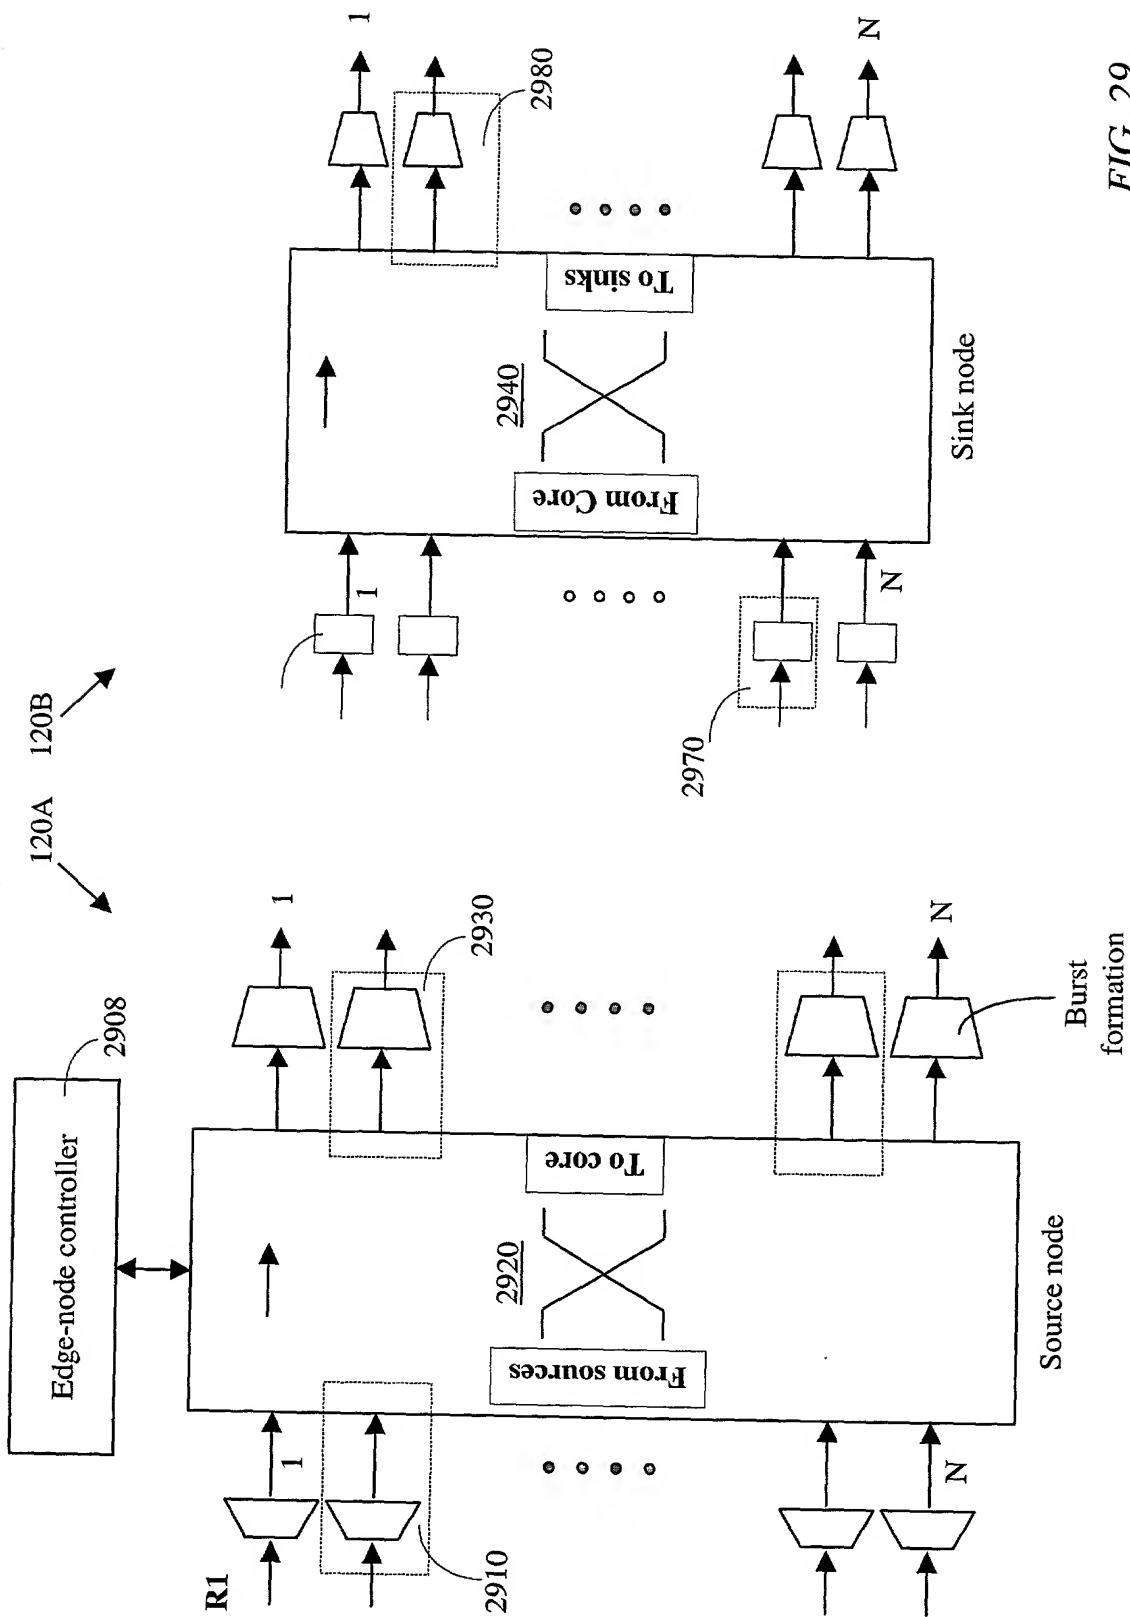 Edge-node controller
2908
120A
120B
R1
1
1
2910
2930
From sources
2920
To core
N
N
Source node
Burst
formation
1
1
2970
2980
From Core
2940
To sinks
N
N
Sink node
FIG. 29